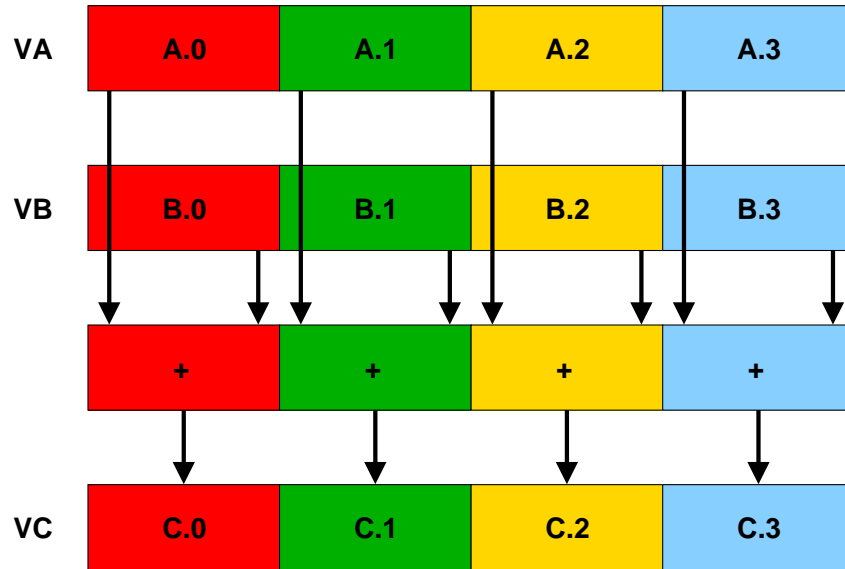 VA A.0 A.1 A.2 A.3
VB B.0 B.1 B.2 B.3
+ + + +
VC C.0 C.1 C.2 C.3